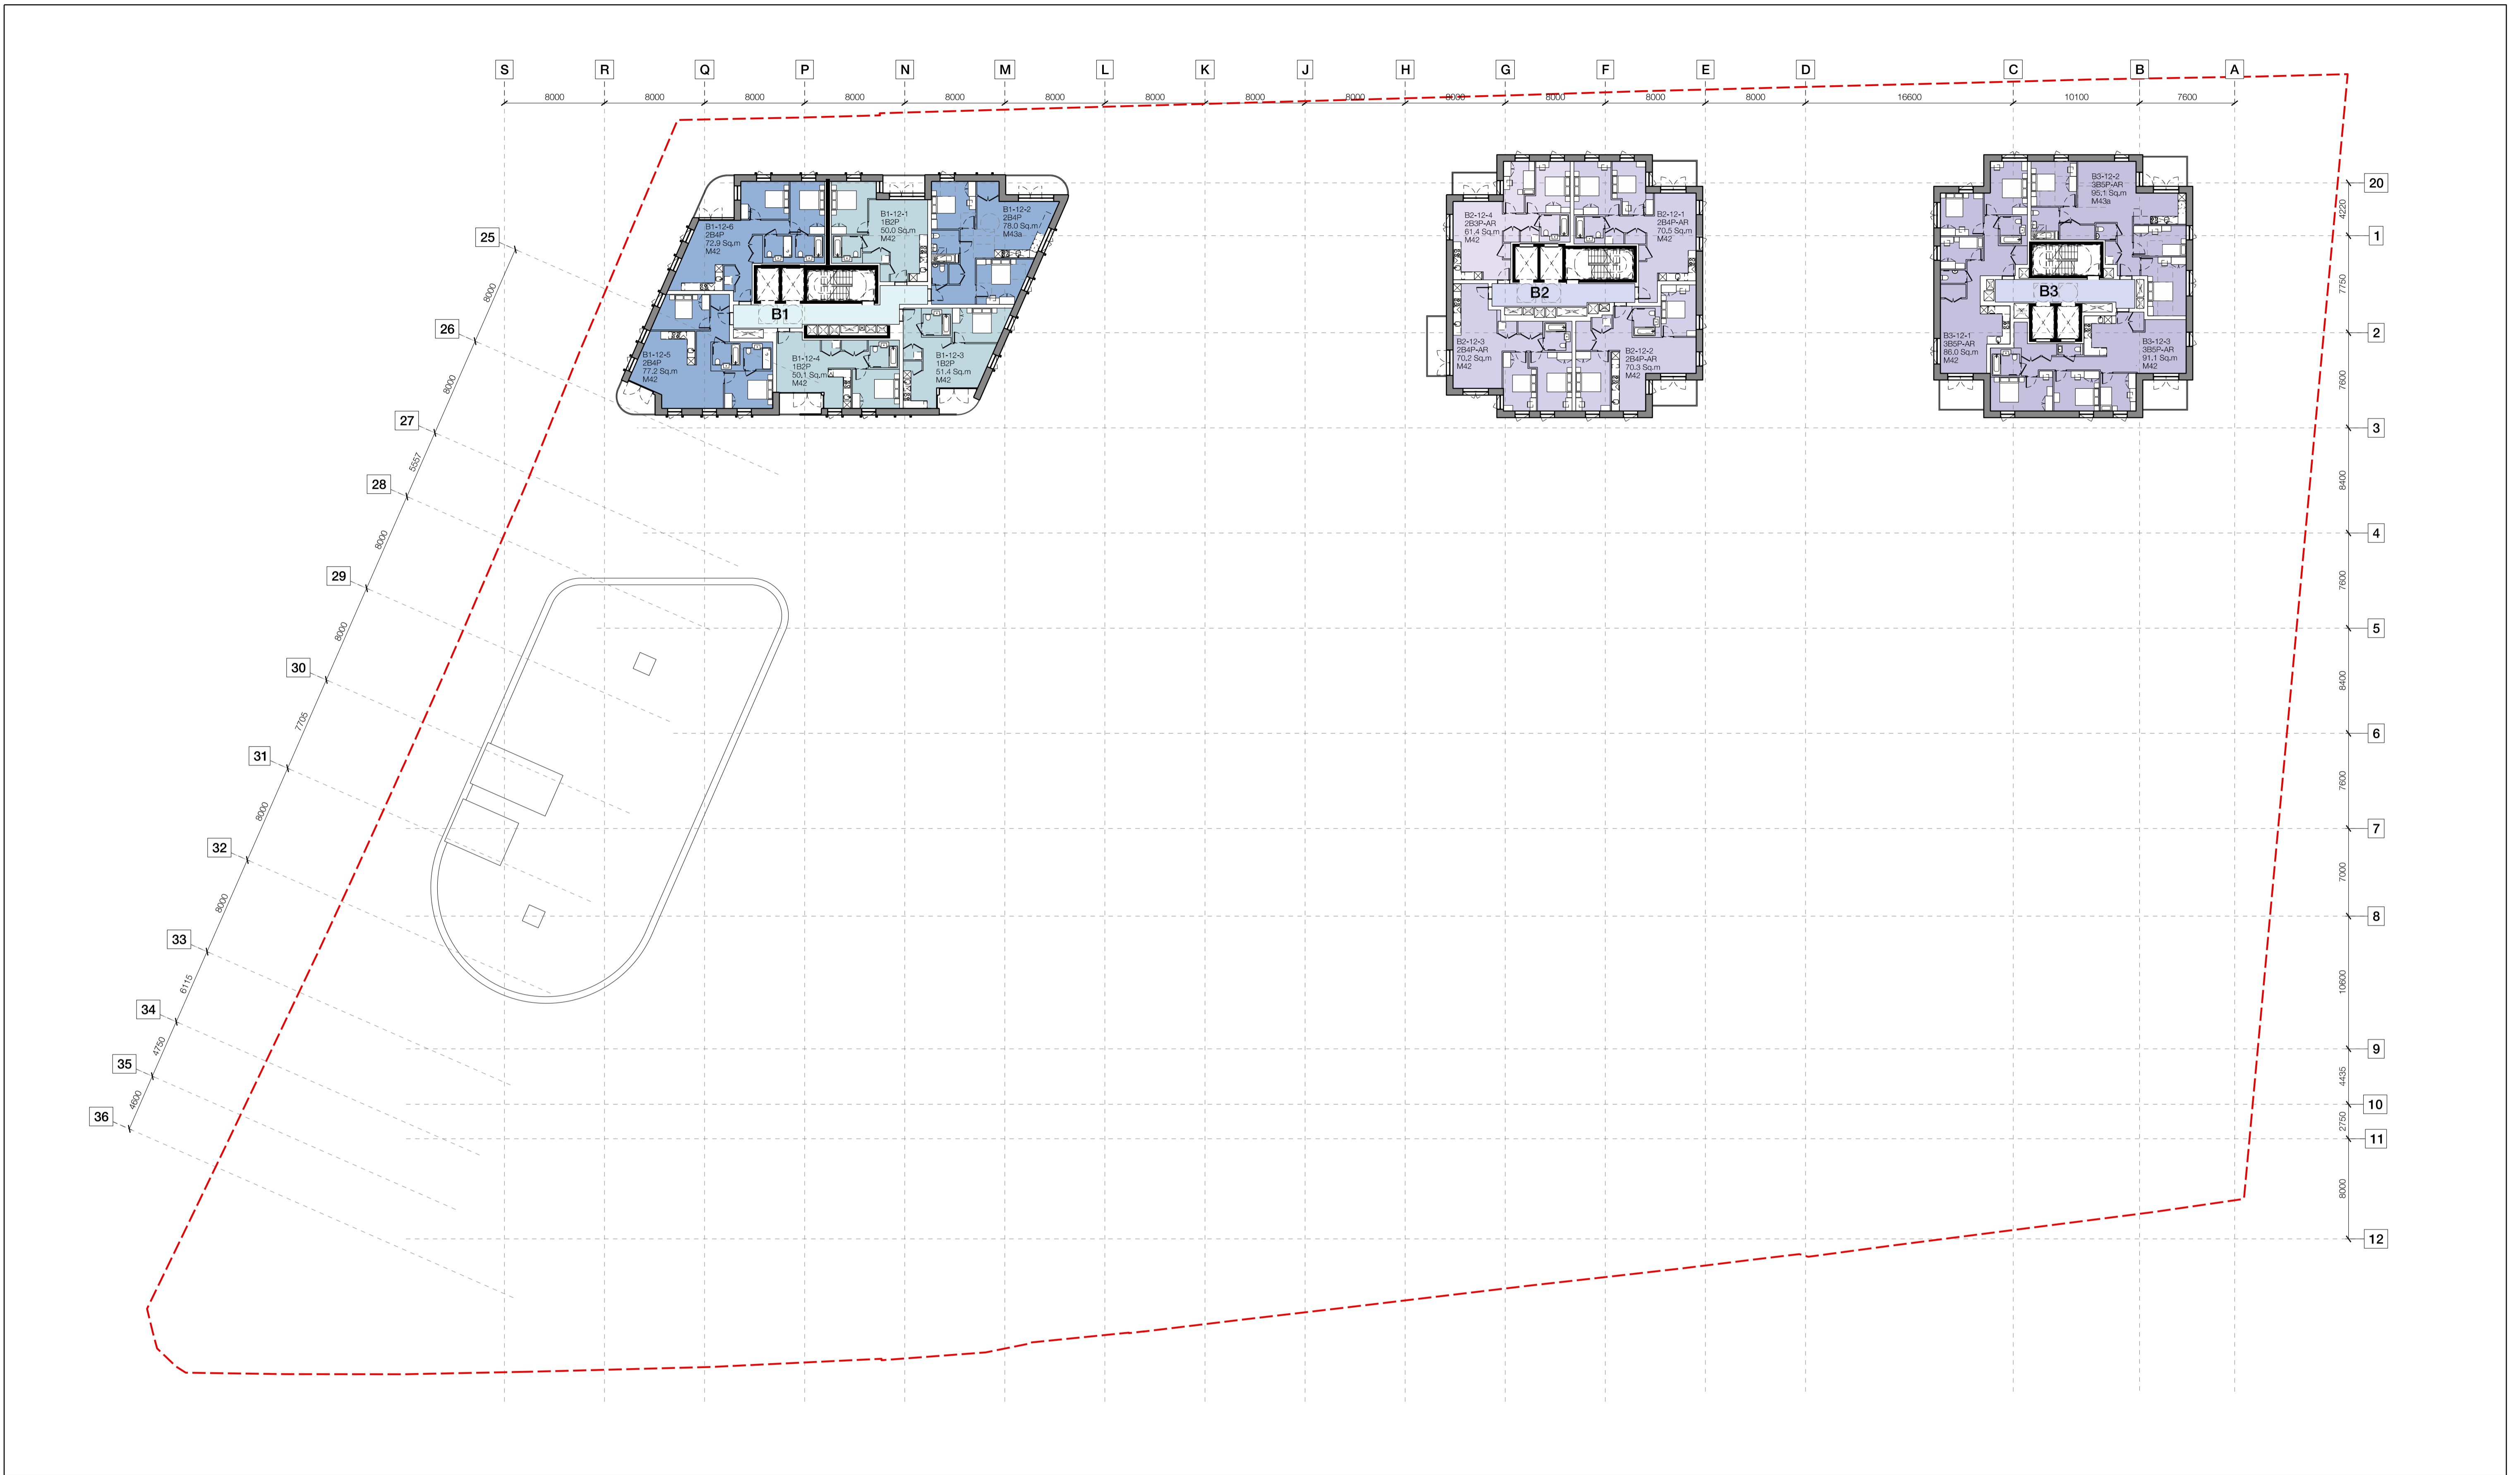 S R Q P N M L K J H G F E D C B A
8000 8000 8000 8000 8000 8000 8000 8000 8000 8000 8000 8000 8000 16600 10100 7600
B1-12-6
2B4P
72.9 Sq.m
M42
B1-12-1
1B2P
50.0 Sq.m
M42
B1-12-2
2B4P
78.0 Sq.m
M43a
B1
B1-12-5
2B4P
77.2 Sq.m
M42
B1-12-4
1B2P
50.1 Sq.m
M42
B1-12-3
1B2P
51.4 Sq.m
M42
B2-12-4
2B3P-AR
61.4 Sq.m
M42
B2-12-1
2B4P-AR
70.5 Sq.m
M42
B2
B2-12-3
2B4P-AR
70.2 Sq.m
M42
B2-12-2
2B4P-AR
70.3 Sq.m
M42
B3-12-2
3B5P-AR
95.1 Sq.m
M43a
B3
B3-12-1
3B5P-AR
86.0 Sq.m
M42
B3-12-3
3B5P-AR
91.1 Sq.m
M42
20
4220
1
7750
2
7600
3
8400
4
7600
5
8400
6
7600
7
7000
8
10600
9
4435
10
2750
11
8000
12
25
8000
26
8000
27
5557
28
8000
29
8000
30
7705
31
8000
32
8000
33
6115
34
4750
35
4600
36